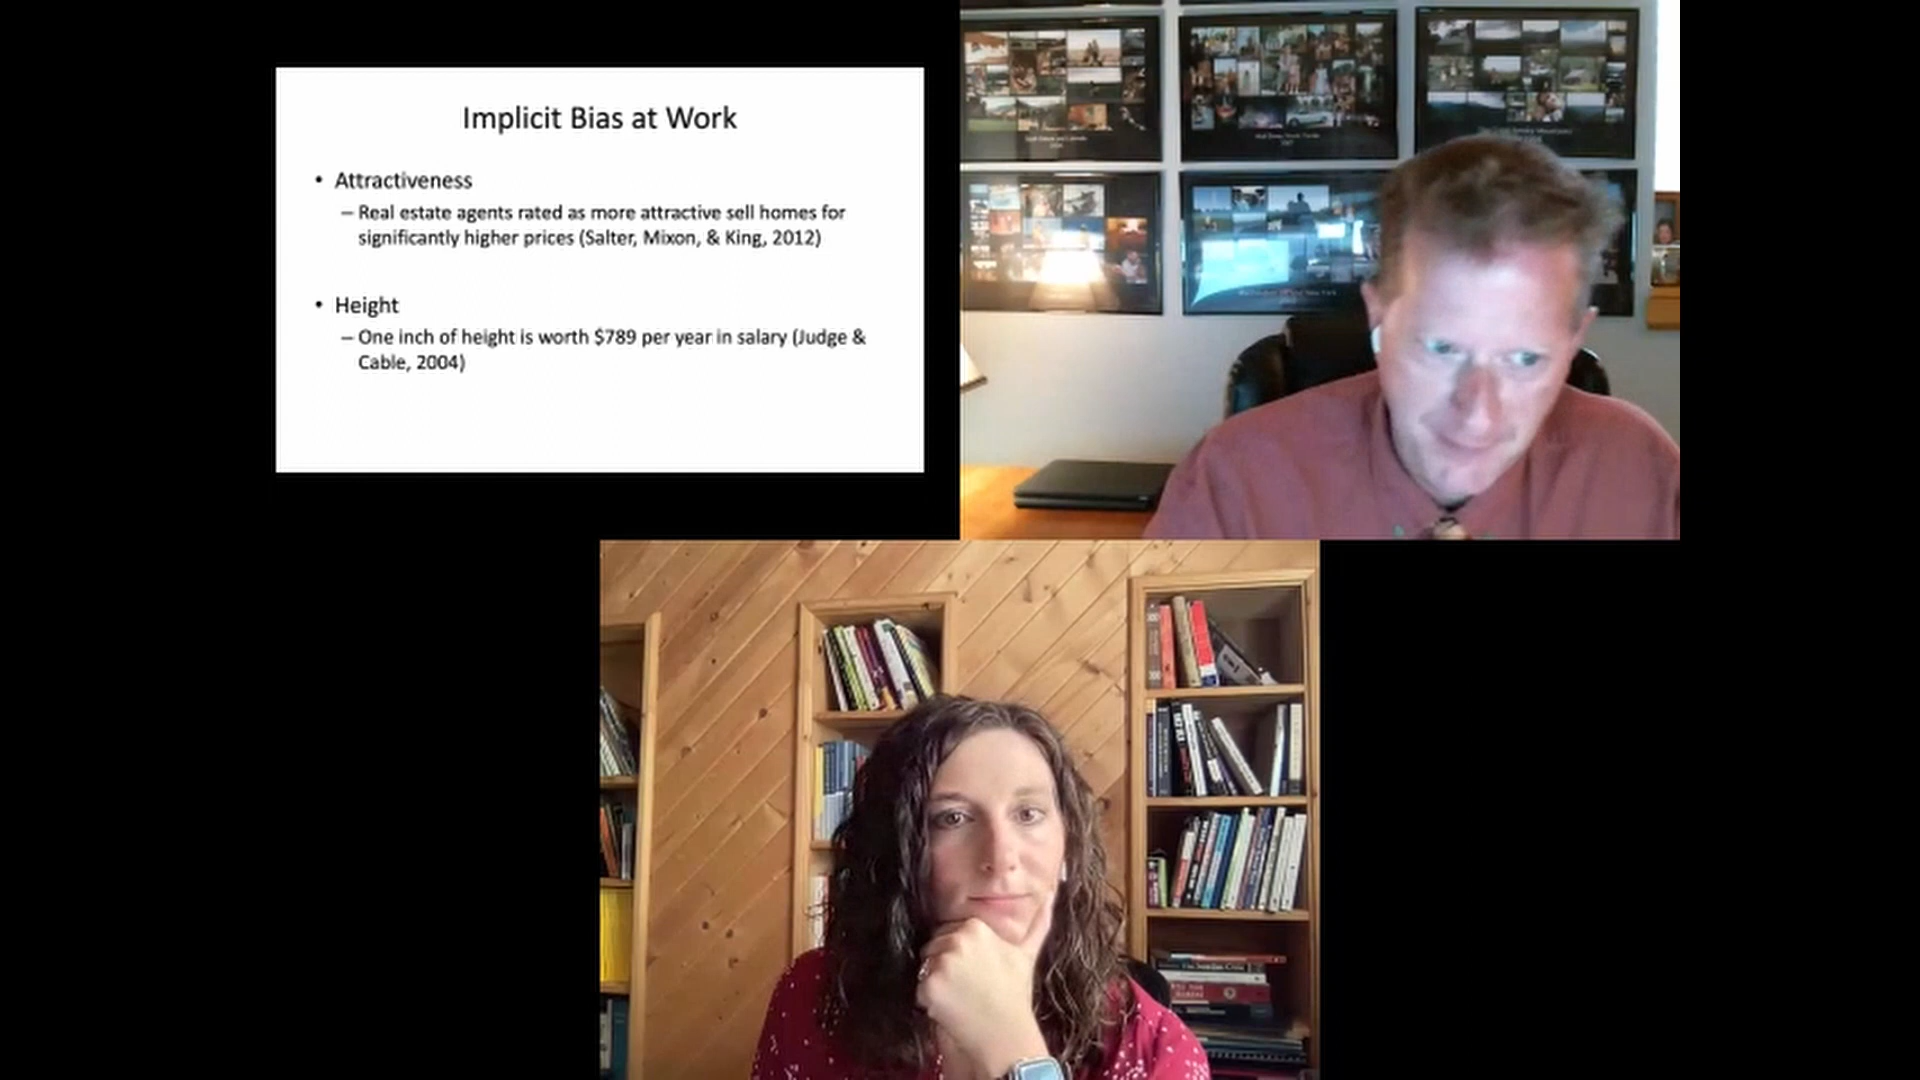 Implicit Bias at Work
• Attractiveness
– Real estate agents rated as more attractive sell homes for
significantly higher prices (Salter, Mixon, & King, 2012)
• Height
– One inch of height is worth $789 per year in salary (Judge &
Cable, 2004)